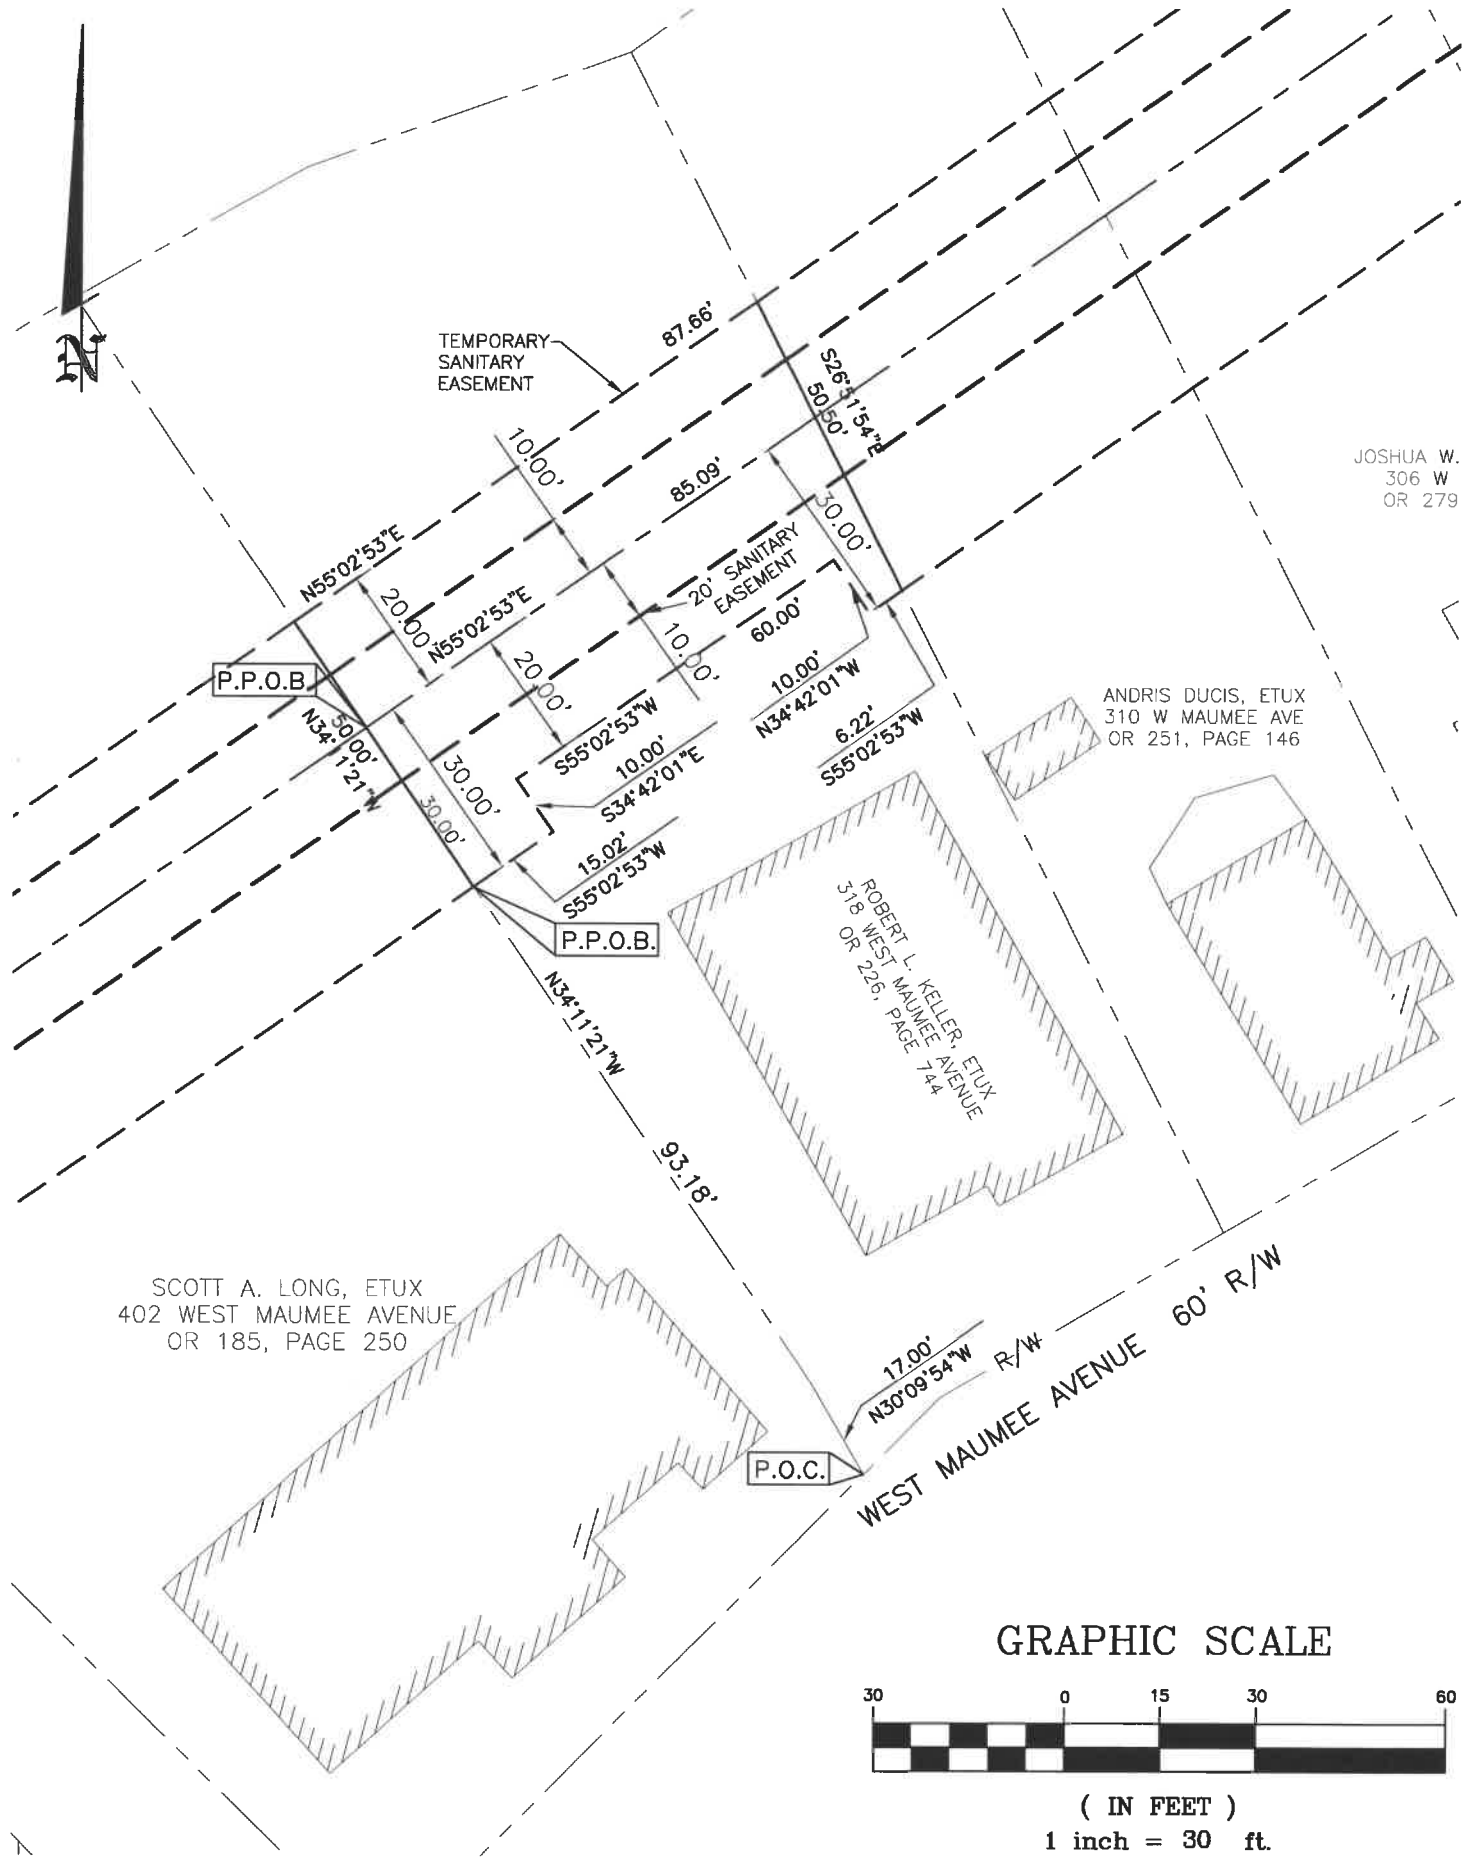 N
TEMPORARY
SANITARY
EASEMENT
87.66'
S26°51'54"E
50.50'
10.00'
85.09'
JOSHUA W.
306 W
OR 279
N55°02'53"E
20.00'
N55°02'53"E
30.00'
20' SANITARY
EASEMENT
60.00'
10.00'
20.00'
P.P.O.B.
N34°11'21"W
50.00'
30.00'
30.00'
S55°02'53"W
10.00'
S34°42'01"E
10.00'
N34°42'01"W
6.22'
S55°02'53"W
ANDRIS DUCIS, ETUX
310 W MAUMEE AVE
OR 251, PAGE 146
15.02'
S55°02'53"W
P.P.O.B.
ROBERT L. KELLER, ETUX
318 WEST MAUMEE AVENUE
OR 226, PAGE 744
N34°11'21"W
93.18'
SCOTT A. LONG, ETUX
402 WEST MAUMEE AVENUE
OR 185, PAGE 250
17.00'
N30°09'54"W
R/W
P.O.C.
WEST MAUMEE AVENUE 60' R/W
GRAPHIC SCALE
30 0 15 30 60
( IN FEET )
1 inch = 30 ft.